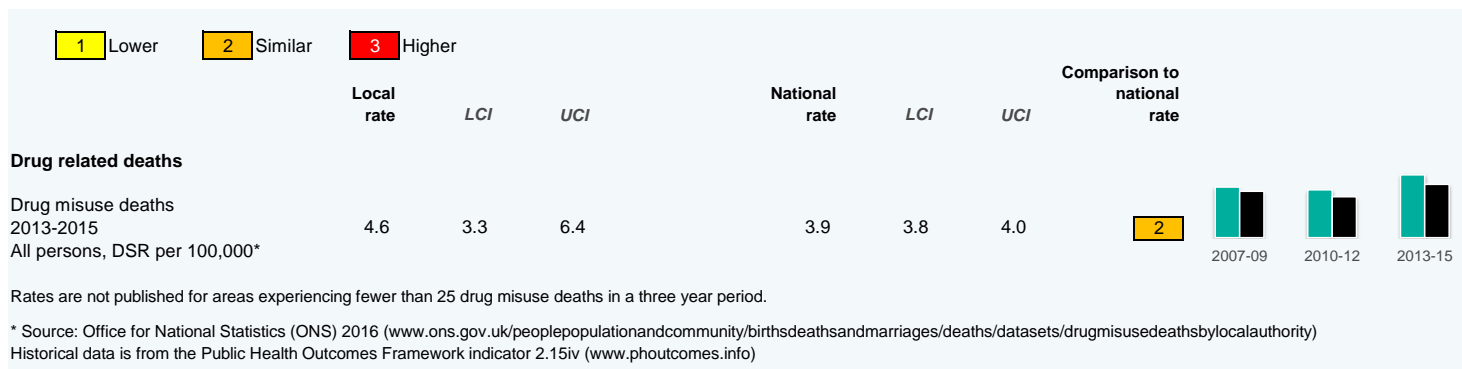 1 Lower 2 Similar 3 Higher
Comparison to
Local National national
rate LCI UCI rate LCI UCI rate
Drug related deaths
Drug misuse deaths
2013-2015 4.6 3.3 6.4 3.9 3.8 4.0 2
All persons, DSR per 100,000*
2007-09 2010-12 2013-15
Rates are not published for areas experiencing fewer than 25 drug misuse deaths in a three year period.
* Source: Office for National Statistics (ONS) 2016 (www.ons.gov.uk/peoplepopulationandcommunity/birthsdeathsandmarriages/deaths/datasets/drugmisusedeathsbylocalauthority)
Historical data is from the Public Health Outcomes Framework indicator 2.15iv (www.phoutcomes.info)